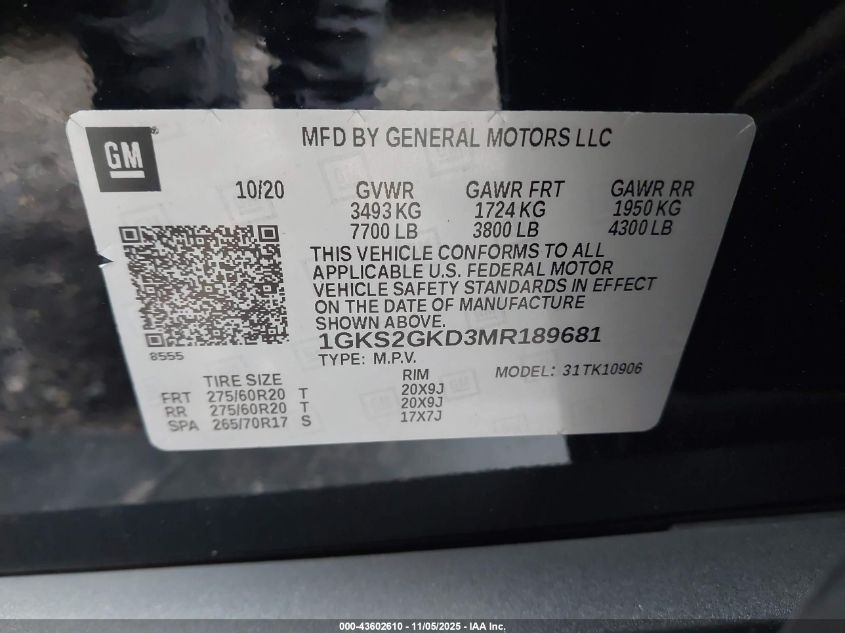 GM
MFD BY GENERAL MOTORS LLC
10/20 GVWR GAWR FRT GAWR RR
3493 KG 1724 KG 1950 KG
7700 LB 3800 LB 4300 LB
THIS VEHICLE CONFORMS TO ALL
APPLICABLE U.S. FEDERAL MOTOR
VEHICLE SAFETY STANDARDS IN EFFECT
ON THE DATE OF MANUFACTURE
SHOWN ABOVE.
1GKS2GKD3MR189681
8555
TYPE: M.P.V. MODEL: 31TK10906
TIRE SIZE RIM
FRT 275/60R20 T 20X9J
RR 275/60R20 T 20X9J
SPA 265/70R17 S 17X7J
000-43602610 - 11/05/2025 - IAA Inc.